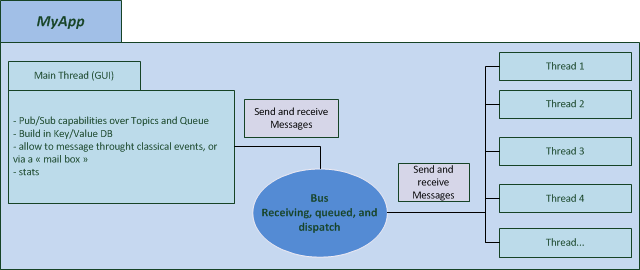 MyApp
Main Thread (GUI)
- Pub/Sub capabilities over Topics and Queue
- Build in Key/Value DB
- allow to message throught classical events, or
via a « mail box »
- stats
Send and receive
Messages
Bus
Receiving, queued, and
dispatch
Send and
receive
Messages
Thread 1
Thread 2
Thread 3
Thread 4
Thread...